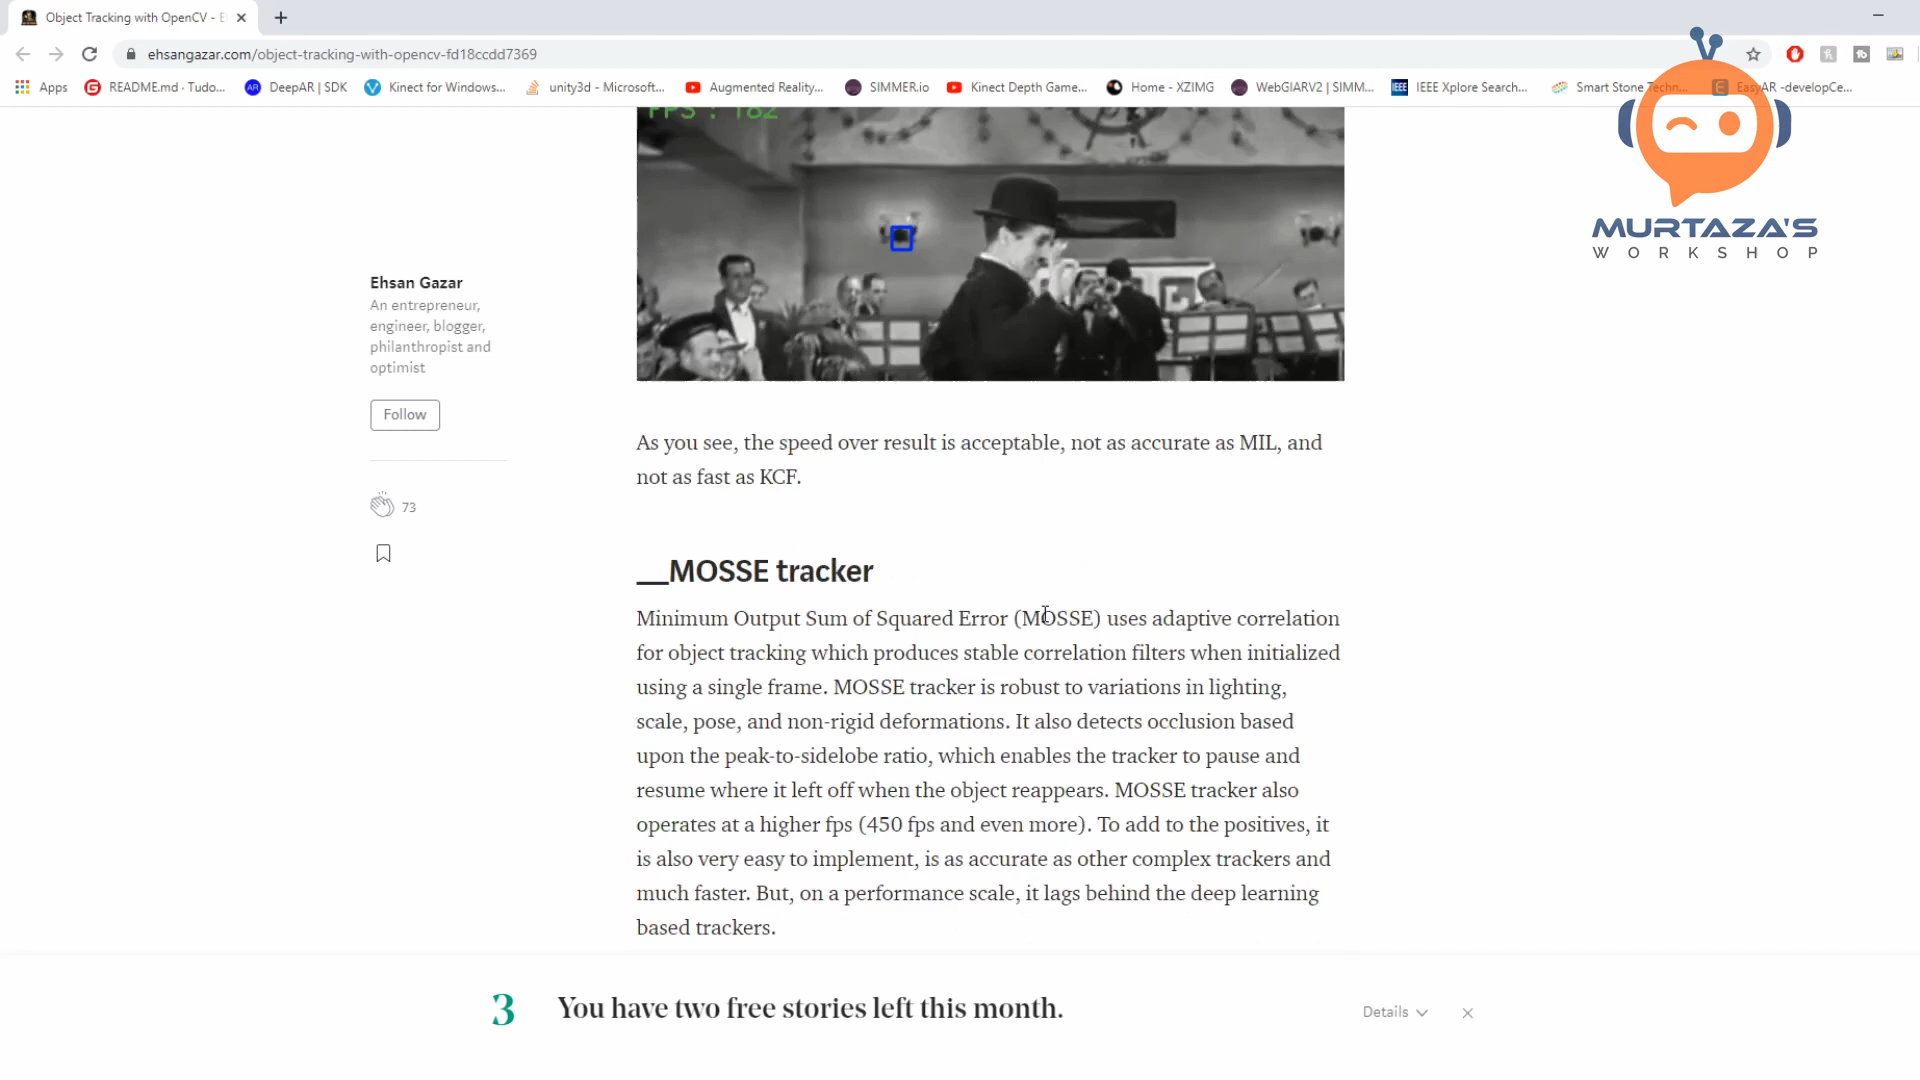 Object Tracking with OpenCV - E
ehsangazar.com/object-tracking-with-opencv-fd18ccdd7369
Apps
README.md · Tudo...
DeepAR | SDK
Kinect for Windows...
unity3d - Microsoft...
Augmented Reality...
SIMMER.io
Kinect Depth Game...
Home - XZIMG
WebGlARV2 | SIMM...
IEEE Xplore Search...
Smart Stone Techn...
EasyAR -developCe...
MURTAZA'S
WORKSHOP
FPS : 182
Ehsan Gazar
An entrepreneur,
engineer, blogger,
philanthropist and
optimist
Follow
73
As you see, the speed over result is acceptable, not as accurate as MIL, and
not as fast as KCF.
__MOSSE tracker
Minimum Output Sum of Squared Error (MOSSE) uses adaptive correlation
for object tracking which produces stable correlation filters when initialized
using a single frame. MOSSE tracker is robust to variations in lighting,
scale, pose, and non-rigid deformations. It also detects occlusion based
upon the peak-to-sidelobe ratio, which enables the tracker to pause and
resume where it left off when the object reappears. MOSSE tracker also
operates at a higher fps (450 fps and even more). To add to the positives, it
is also very easy to implement, is as accurate as other complex trackers and
much faster. But, on a performance scale, it lags behind the deep learning
based trackers.
3
You have two free stories left this month.
Details